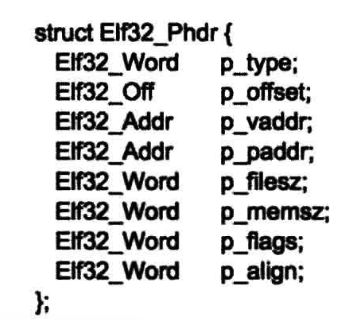 struct Elf32_Phdr {
Elf32_Word p_type;
Elf32_Off p_offset;
Elf32_Addr p_vaddr;
Elf32_Addr p_paddr;
Elf32_Word p_filesz;
Elf32_Word p_memsz;
Elf32_Word p_flags;
Elf32_Word p_align;
};